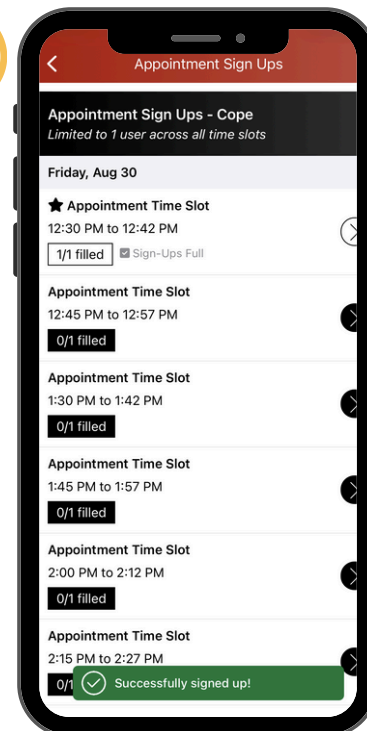 Appointment Sign Ups
Appointment Sign Ups - Cope
Limited to 1 user across all time slots
Friday, Aug 30
Appointment Time Slot
12:30 PM to 12:42 PM
1/1 filled Sign-Ups Full
Appointment Time Slot
12:45 PM to 12:57 PM
0/1 filled
Appointment Time Slot
1:30 PM to 1:42 PM
0/1 filled
Appointment Time Slot
1:45 PM to 1:57 PM
0/1 filled
Appointment Time Slot
2:00 PM to 2:12 PM
0/1 filled
Appointment Time Slot
2:15 PM to 2:27 PM
0/1
Successfully signed up!